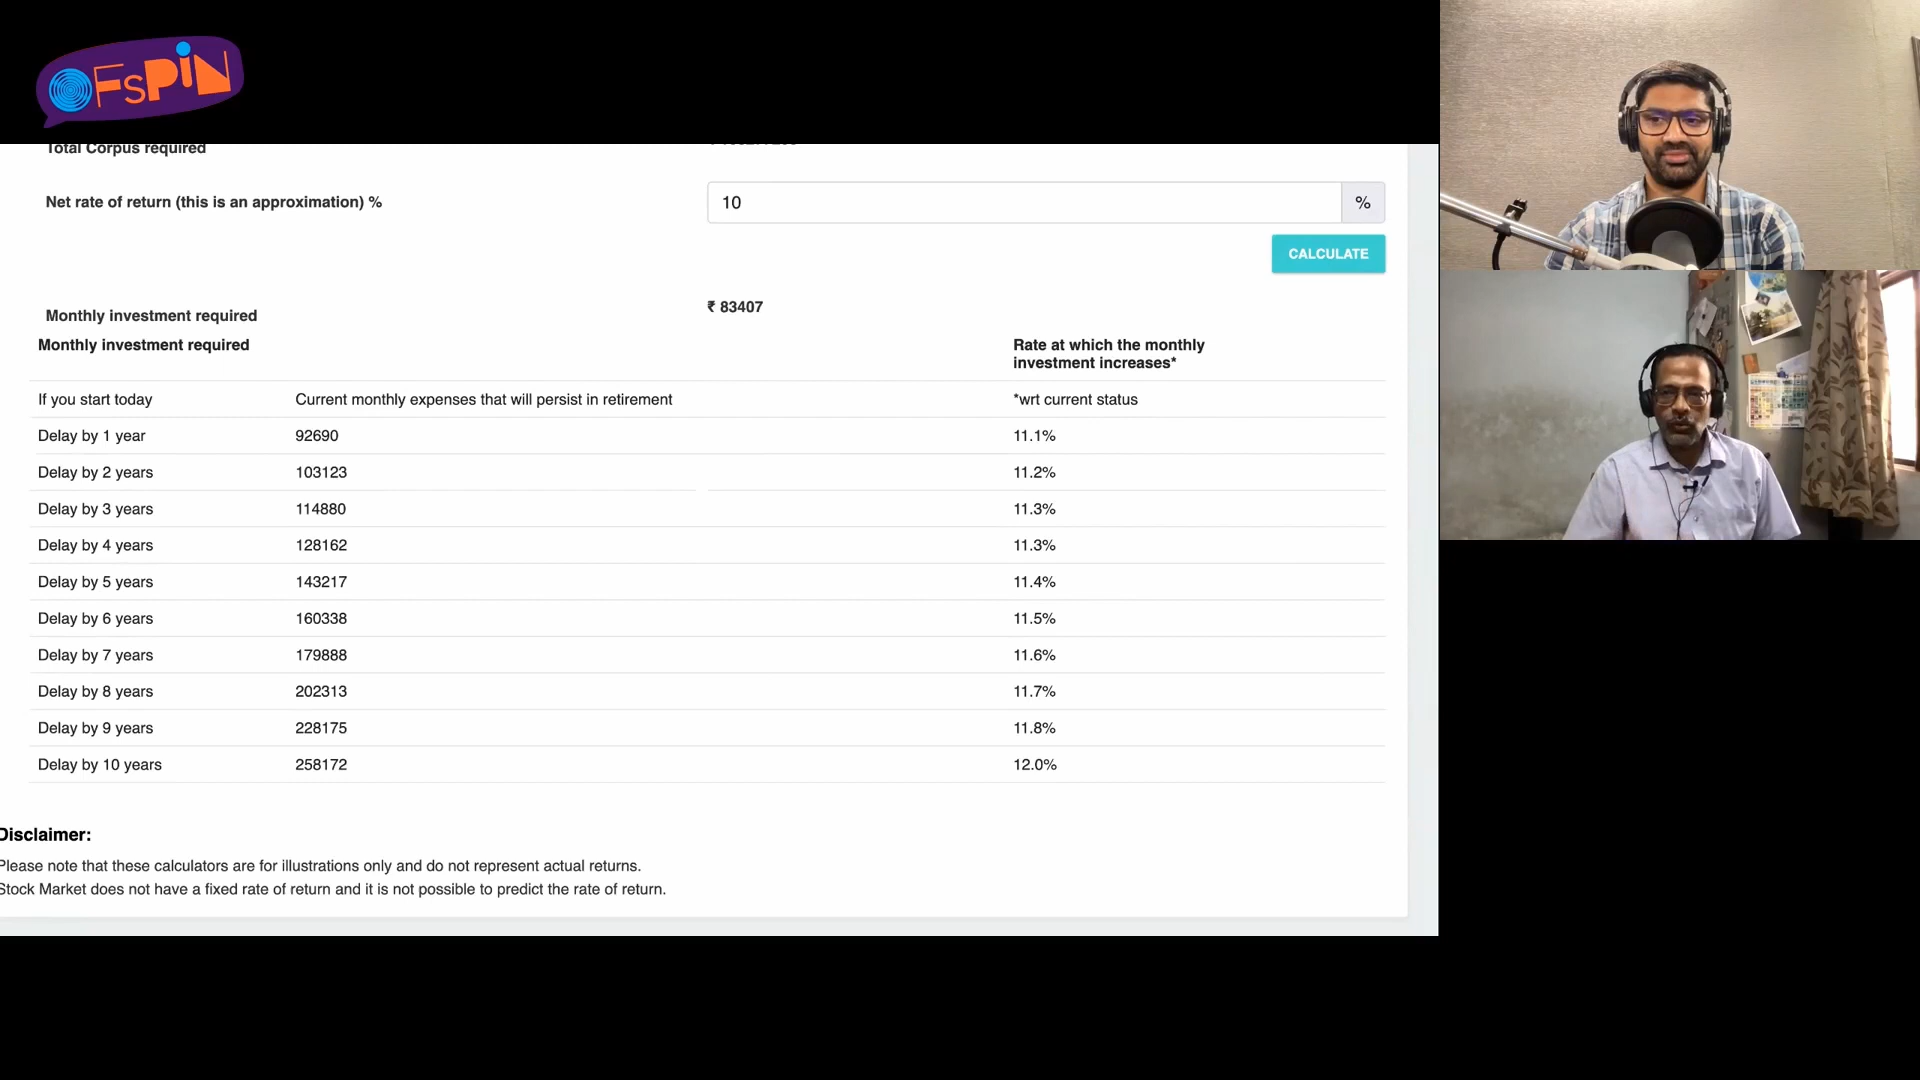 OFSPIN
Total Corpus required
Net rate of return (this is an approximation) %
10
%
CALCULATE
Monthly investment required
₹ 83407
Monthly investment required
Rate at which the monthly
investment increases*
If you start today
Current monthly expenses that will persist in retirement
*wrt current status
Delay by 1 year
92690
11.1%
Delay by 2 years
103123
11.2%
Delay by 3 years
114880
11.3%
Delay by 4 years
128162
11.3%
Delay by 5 years
143217
11.4%
Delay by 6 years
160338
11.5%
Delay by 7 years
179888
11.6%
Delay by 8 years
202313
11.7%
Delay by 9 years
228175
11.8%
Delay by 10 years
258172
12.0%
Disclaimer:
Please note that these calculators are for illustrations only and do not represent actual returns.
Stock Market does not have a fixed rate of return and it is not possible to predict the rate of return.